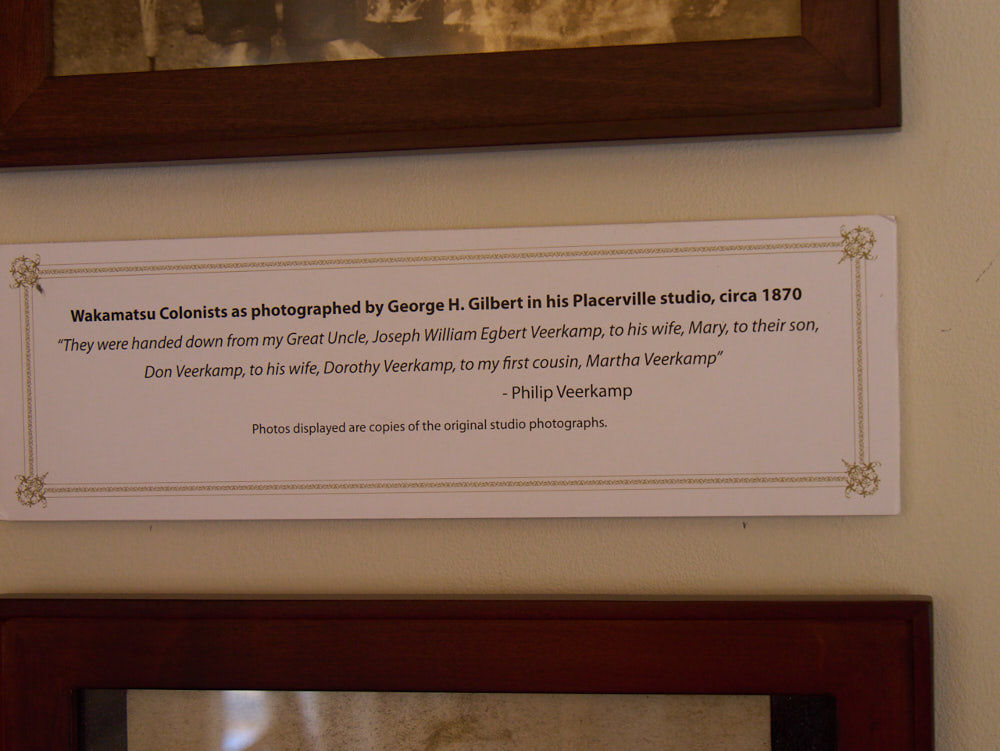 Wakamatsu Colonists as photographed by George H. Gilbert in his Placerville studio, circa 1870
“They were handed down from my Great Uncle, Joseph William Egbert Veerkamp, to his wife, Mary, to their son,
Don Veerkamp, to his wife, Dorothy Veerkamp, to my first cousin, Martha Veerkamp”
- Philip Veerkamp
Photos displayed are copies of the original studio photographs.